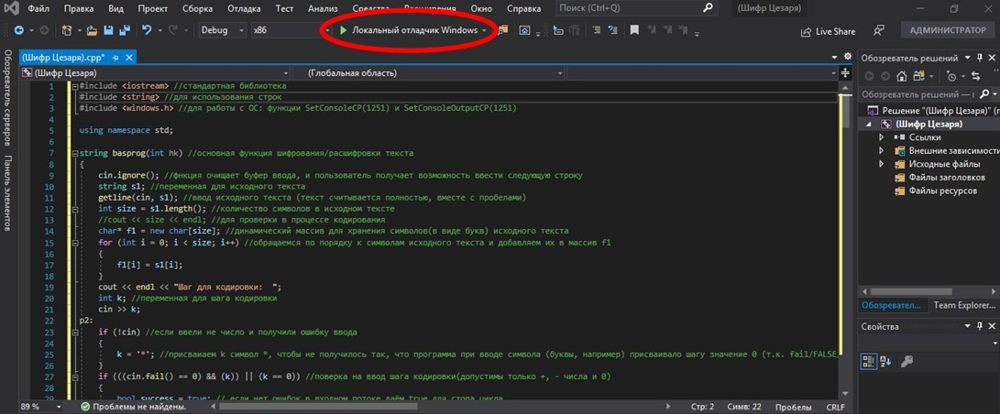 Файл Правка Вид Проект Сборка Отладка Тест Анализ Средства Расширения Окно Справка Поиск (Ctrl+Q) (Шифр Цезаря)
Debug x86 Локальный отладчик Windows Live Share АДМИНИСТРАТОР
Обозреватель серверов
Панель элементов
(Шифр Цезаря).cpp*
(Шифр Цезаря) (Глобальная область)
1 #include <iostream> //стандартная библиотека
2 #include <string> //для использования строк
3 #include <windows.h> //для работы с ОС: функции SetConsoleCP(1251) и SetConsoleOutputCP(1251)
4
5 using namespace std;
6
7 string basprog(int hk) //основная функция шифрования/расшифровки текста
8 {
9 cin.ignore(); //фнкция очищает буфер ввода, и пользователь получает возможность ввести следующую строку
10 string s1; //переменная для исходного текста
11 getline(cin, s1); //ввод исходного текста (текст считывается полностью, вместе с пробелами)
12 int size = s1.length(); //количество символов в исходном тексте
13 //cout << size << endl; //для проверки в процессе кодирования
14 char* f1 = new char[size]; //динамический массив для хранения символов(в виде букв) исходного текста
15 for (int i = 0; i < size; i++) //обращаемся по порядку к символам исходного текста и добавляем их в массив f1
16 {
17 f1[i] = s1[i];
18 }
19 cout << endl << "Шаг для кодировки:  ";
20 int k; //переменная для шага кодировки
21 cin >> k;
22 p2:
23 if (!cin) //если ввели не число и получили ошибку ввода
24 {
25 k = '*'; //присваиаем k символ *, чтобы не получилось так, что программа при вводе символа (буквы, например) присваивало шагу значение 0 (т.к. fail/FALSE,
26 }
27 if (((cin.fail() == 0) && (k)) || (k == 0)) //поверка на ввод шага кодировки(допустимы только +, - числа и 0)
28 {
29 bool success = true; // если нет ошибок в входном потоке даём true для стопа цикла
89 % Проблемы не найдены. Стр: 2 Симв: 22 Пробелы CRLF
Обозреватель решений
Обозреватель решений —
Решение "(Шифр Цезаря)"
(Шифр Цезаря)
Ссылки
Внешние зависимости
Исходные файлы
Файлы заголовков
Файлы ресурсов
Обозревател... Team Explorer...
Свойства